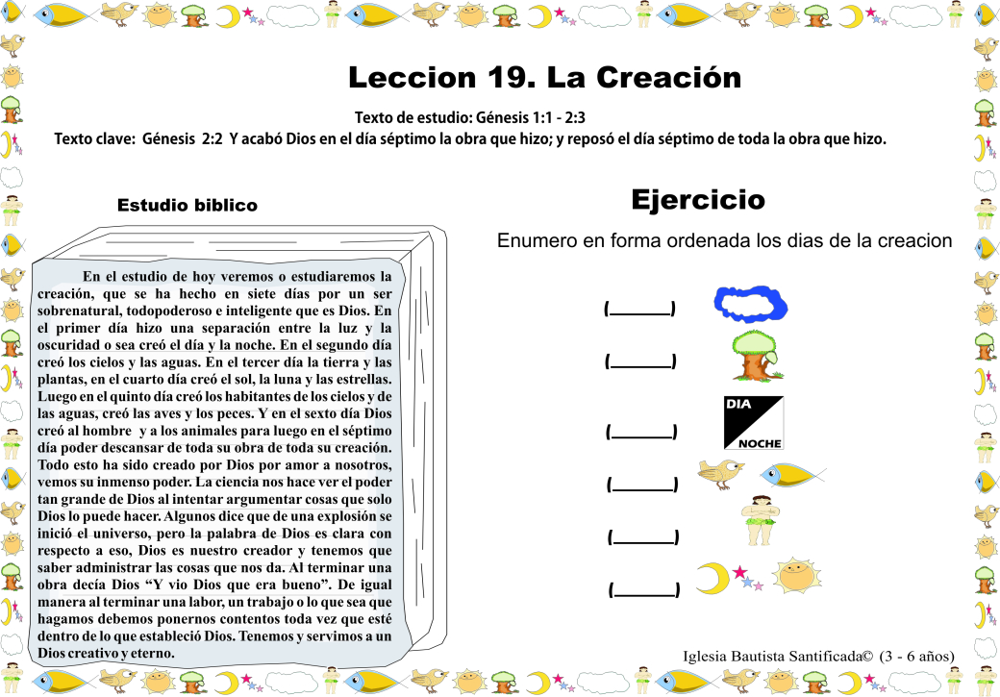 Leccion 19. La Creación
Texto de estudio: Génesis 1:1 - 2:3
Texto clave: Génesis 2:2 Y acabó Dios en el día séptimo la obra que hizo; y reposó el día séptimo de toda la obra que hizo.
Estudio biblico
En el estudio de hoy veremos o estudiaremos la
creación, que se ha hecho en siete días por un ser
sobrenatural, todopoderoso e inteligente que es Dios. En
el primer día hizo una separación entre la luz y la
oscuridad o sea creó el día y la noche. En el segundo día
creó los cielos y las aguas. En el tercer día la tierra y las
plantas, en el cuarto día creó el sol, la luna y las estrellas.
Luego en el quinto día creó los habitantes de los cielos y de
las aguas, creó las aves y los peces. Y en el sexto día Dios
creó al hombre y a los animales para luego en el séptimo
día poder descansar de toda su obra de toda su creación.
Todo esto ha sido creado por Dios por amor a nosotros,
vemos su inmenso poder. La ciencia nos hace ver el poder
tan grande de Dios al intentar argumentar cosas que solo
Dios lo puede hacer. Algunos dice que de una explosión se
inició el universo, pero la palabra de Dios es clara con
respecto a eso, Dios es nuestro creador y tenemos que
saber administrar las cosas que nos da. Al terminar una
obra decía Dios “Y vio Dios que era bueno”. De igual
manera al terminar una labor, un trabajo o lo que sea que
hagamos debemos ponernos contentos toda vez que esté
dentro de lo que estableció Dios. Tenemos y servimos a un
Dios creativo y eterno.
Ejercicio
Enumero en forma ordenada los dias de la creacion
(______)
(______)
DIA
NOCHE
(______)
(______)
(______)
(______)
Iglesia Bautista Santificada© (3 - 6 años)